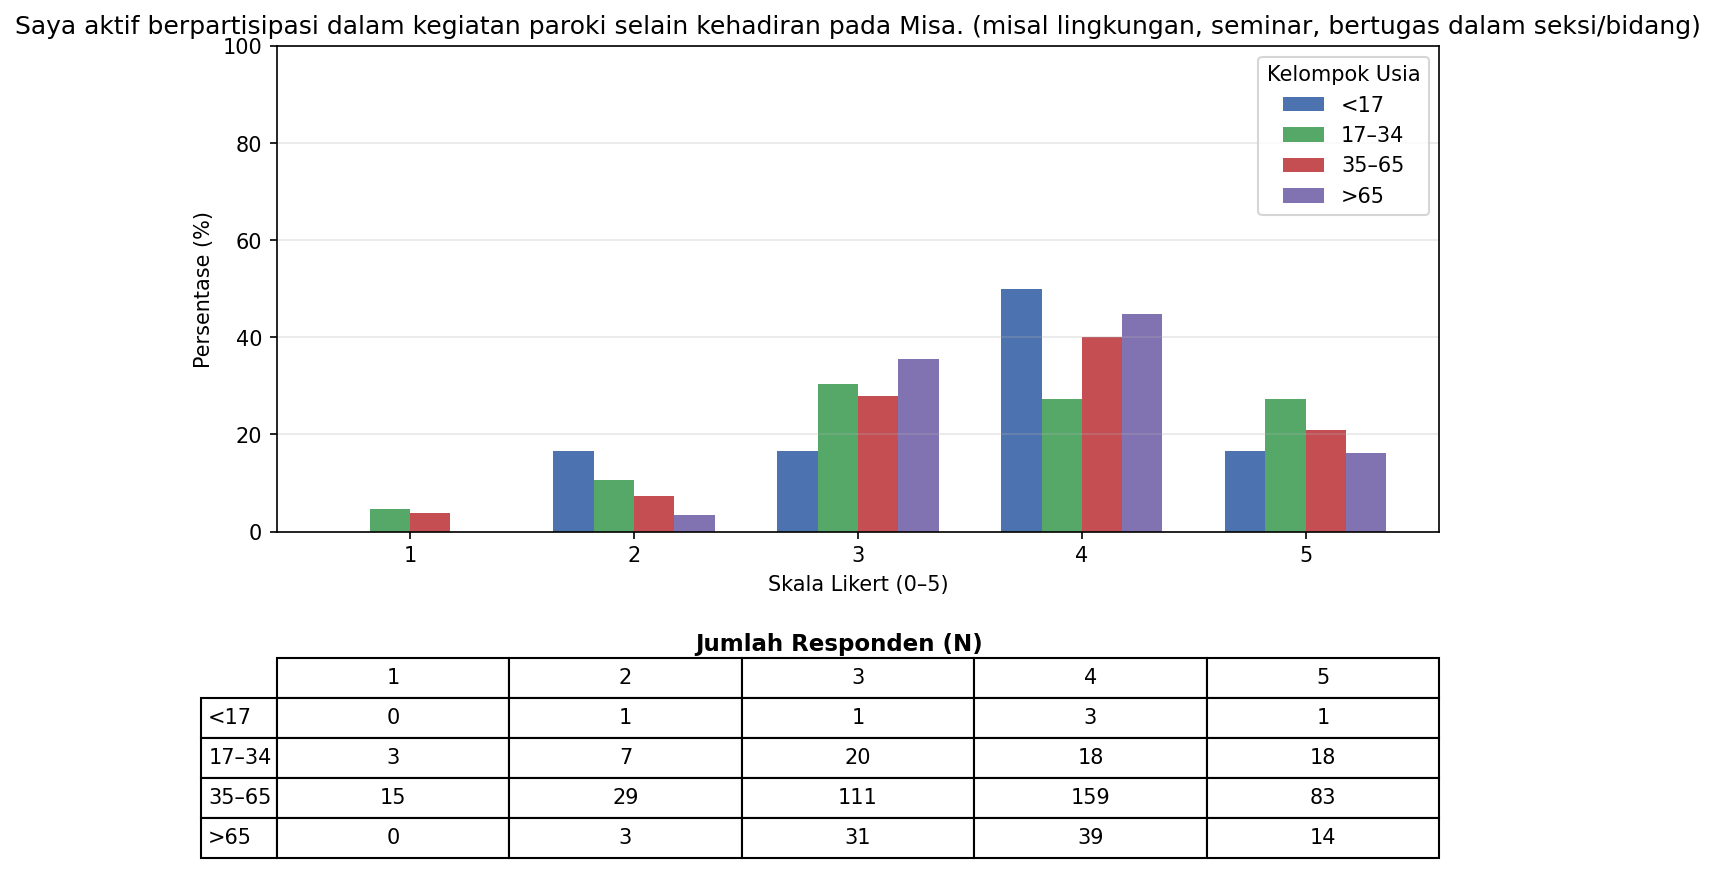 Saya aktif berpartisipasi dalam kegiatan paroki selain kehadiran pada Misa. (misal lingkungan, seminar, bertugas dalam seksi/bidang)
100
80
60
40
20
0
Persentase (%)
Kelompok Usia
<17
17–34
35–65
>65
1 2 3 4 5
Skala Likert (0–5)
Jumlah Responden (N)
1 2 3 4 5
<17 0 1 1 3 1
17–34 3 7 20 18 18
35–65 15 29 111 159 83
>65 0 3 31 39 14